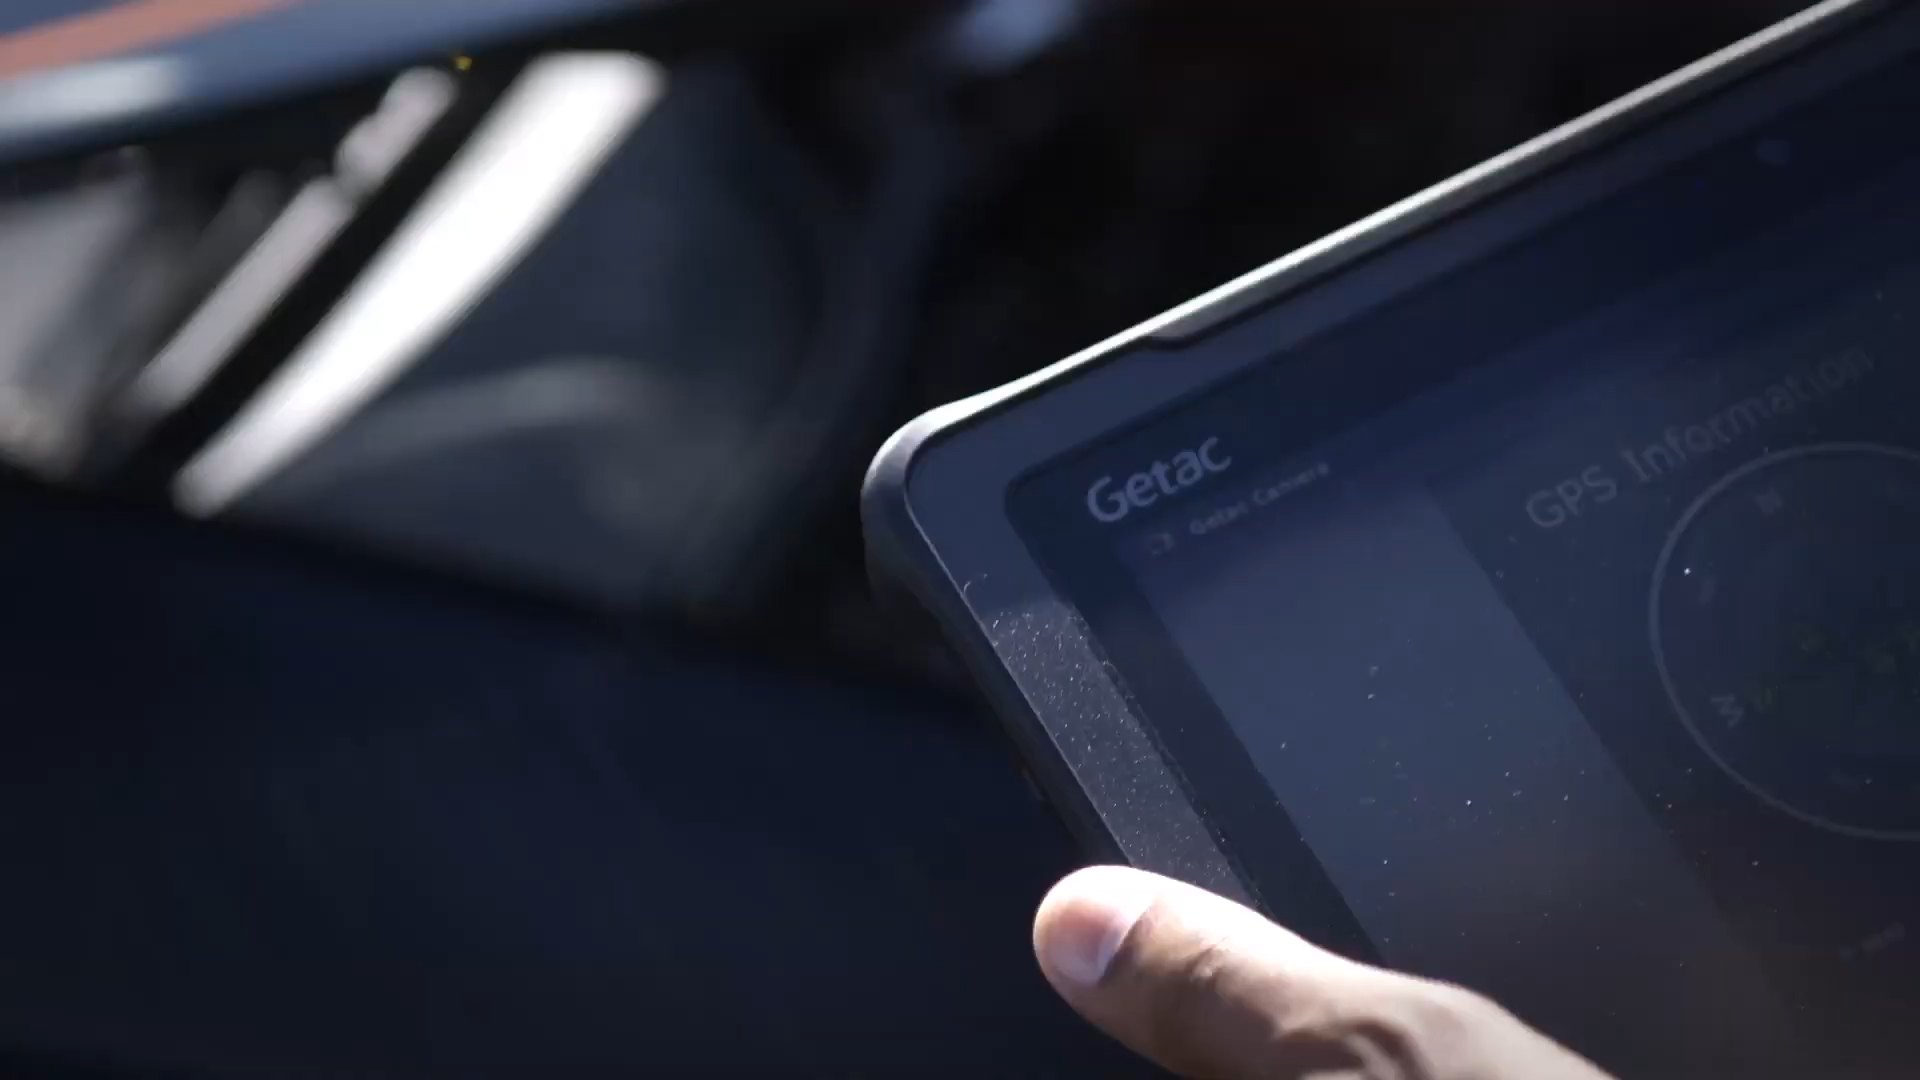 Getac
Getac Camera
GPS Information
N
W